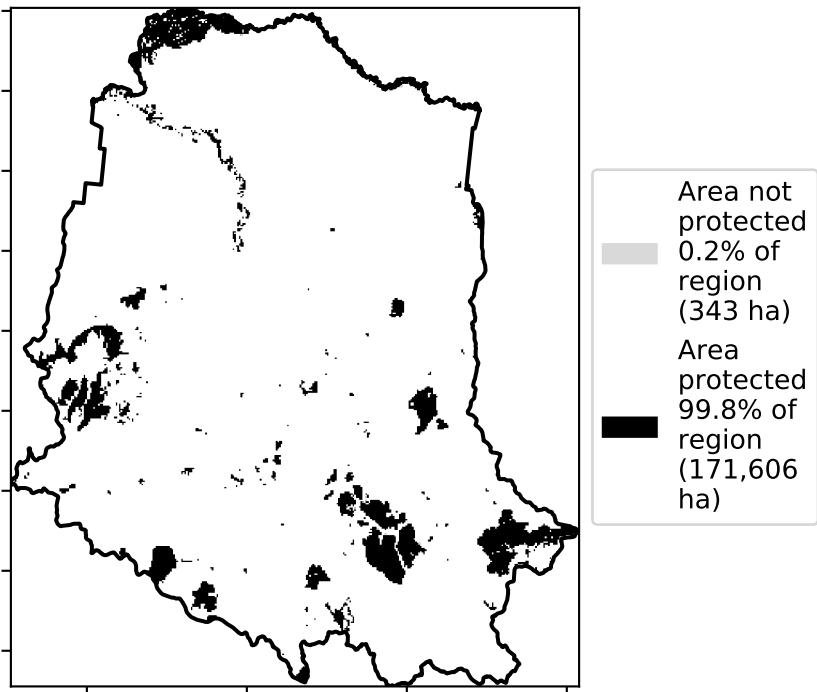 Area not
protected
0.2% of
region
(343 ha)
Area
protected
99.8% of
region
(171,606
ha)